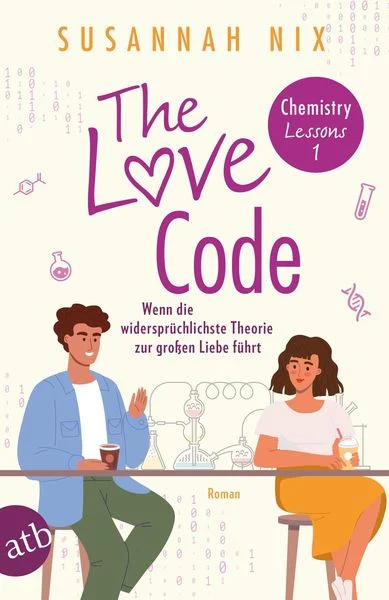 SUSANNAH NIX
The
Love
Code
Chemistry
Lessons
1
Wenn die
widersprüchlichste Theorie
zur großen Liebe führt
Roman
atb